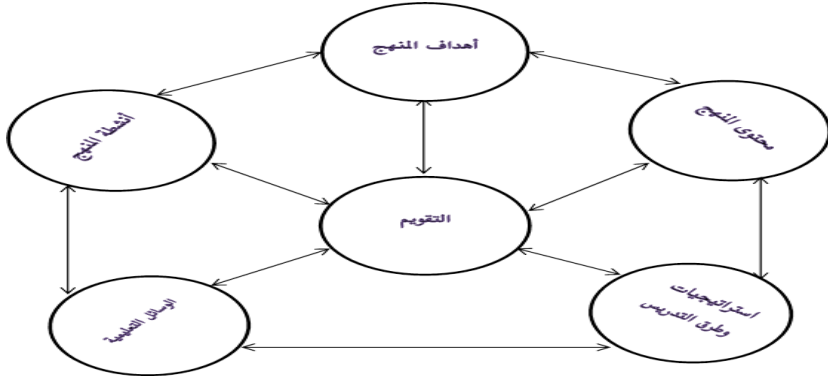 أهداف المنهج
محتوى المنهج
أنشطة المنهج
التقويم
استراتيجيات
وطرق التدريس
الوسائل التعليمية